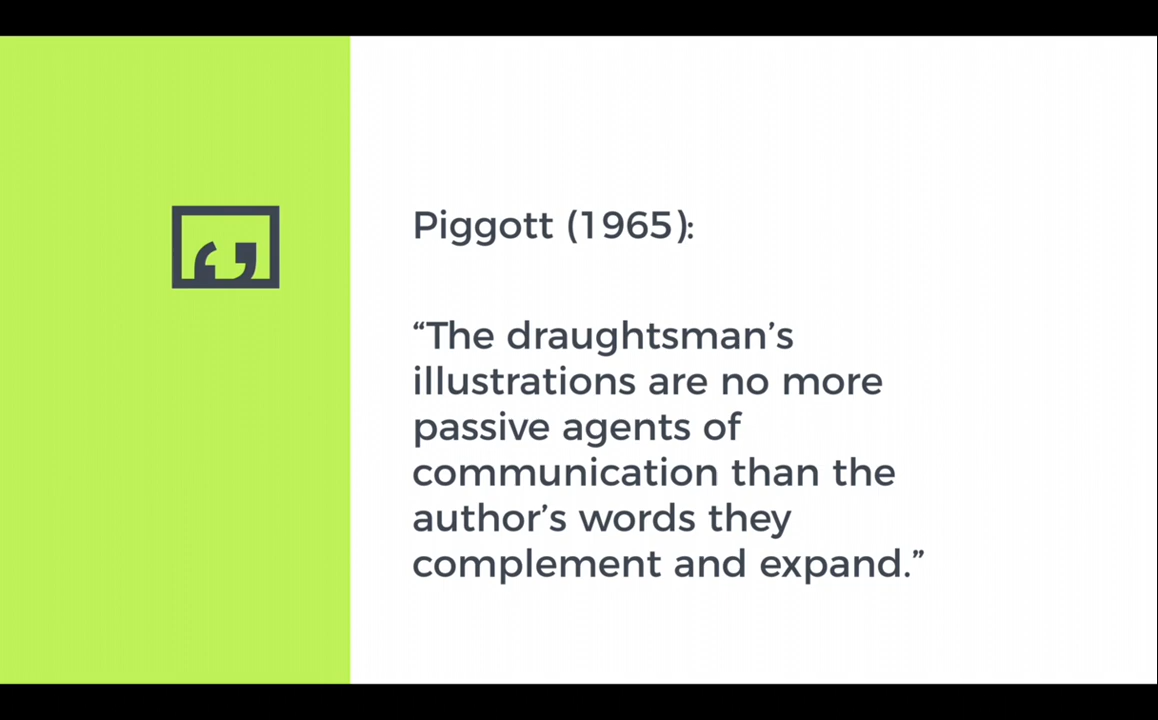 Piggott (1965):
“The draughtsman’s
illustrations are no more
passive agents of
communication than the
author’s words they
complement and expand.”